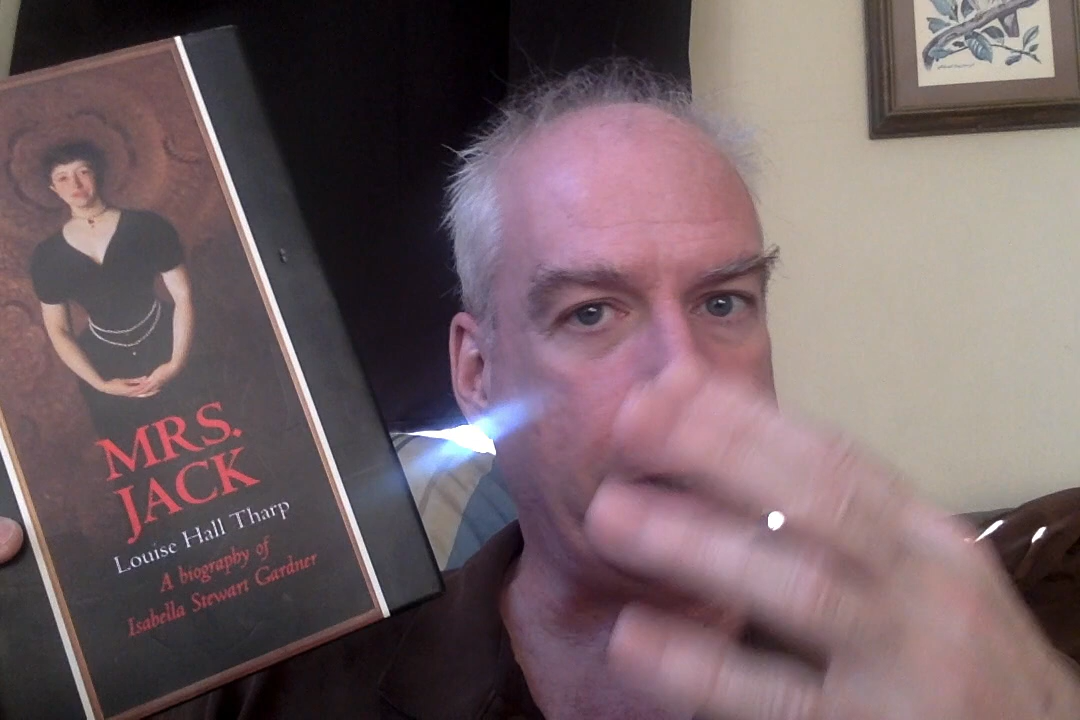 MRS.
JACK
Louise Hall Tharp
A biography of
Isabella Stewart Gardner